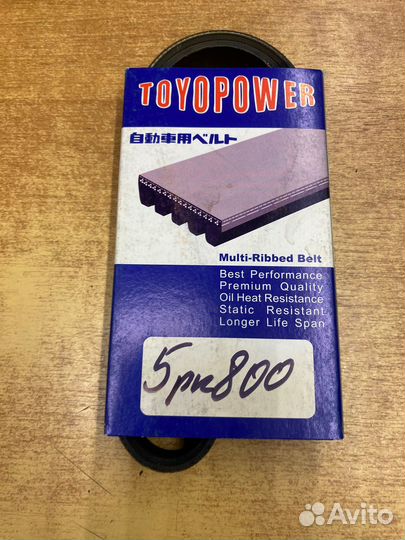 TOYOPOWER
自動車用ベルト
Multi-Ribbed Belt
Best Performance
Premium Quality
Oil Heat Resistance
Static Resistant
Longer Life Span
5рк800
Avito